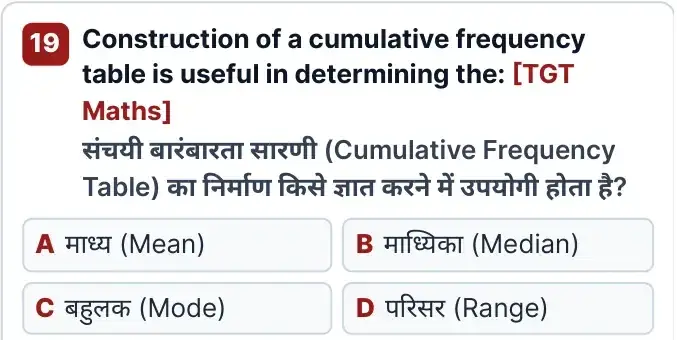 19 Construction of a cumulative frequency
table is useful in determining the: [TGT
Maths]
संचयी बारंबारता सारणी (Cumulative Frequency
Table) का निर्माण किसे ज्ञात करने में उपयोगी होता है?
A माध्य (Mean)
B माध्यिका (Median)
C बहुलक (Mode)
D परिसर (Range)